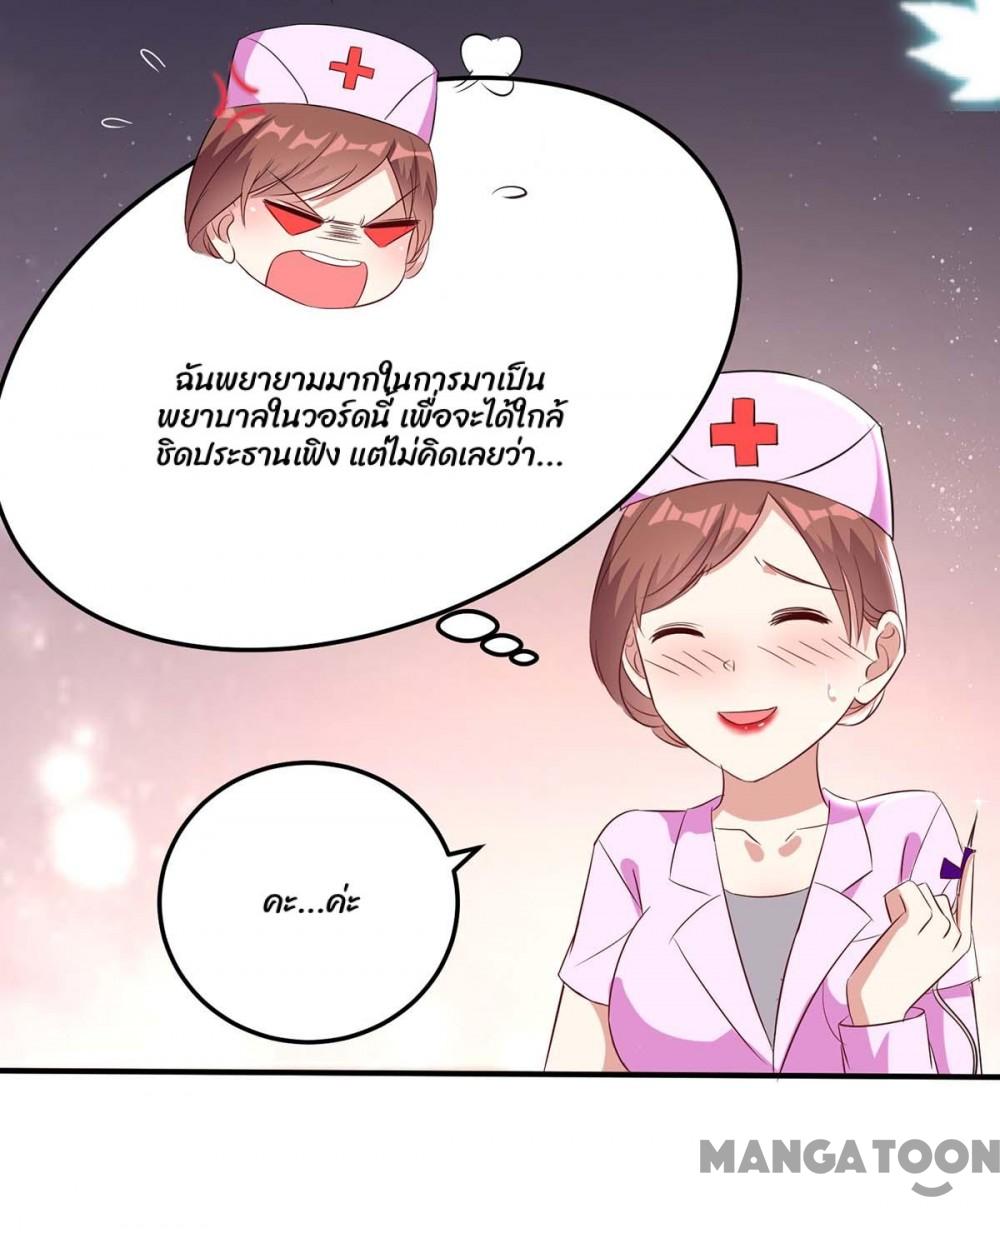 ฉันพยายามมากในการมาเป็น
พยาบาลในวอร์ดนี้ เพื่อจะได้ใกล้
ชิดประธานเฟิง แต่ไม่คิดเลยว่า...
คะ...ค่ะ
MANGATOON